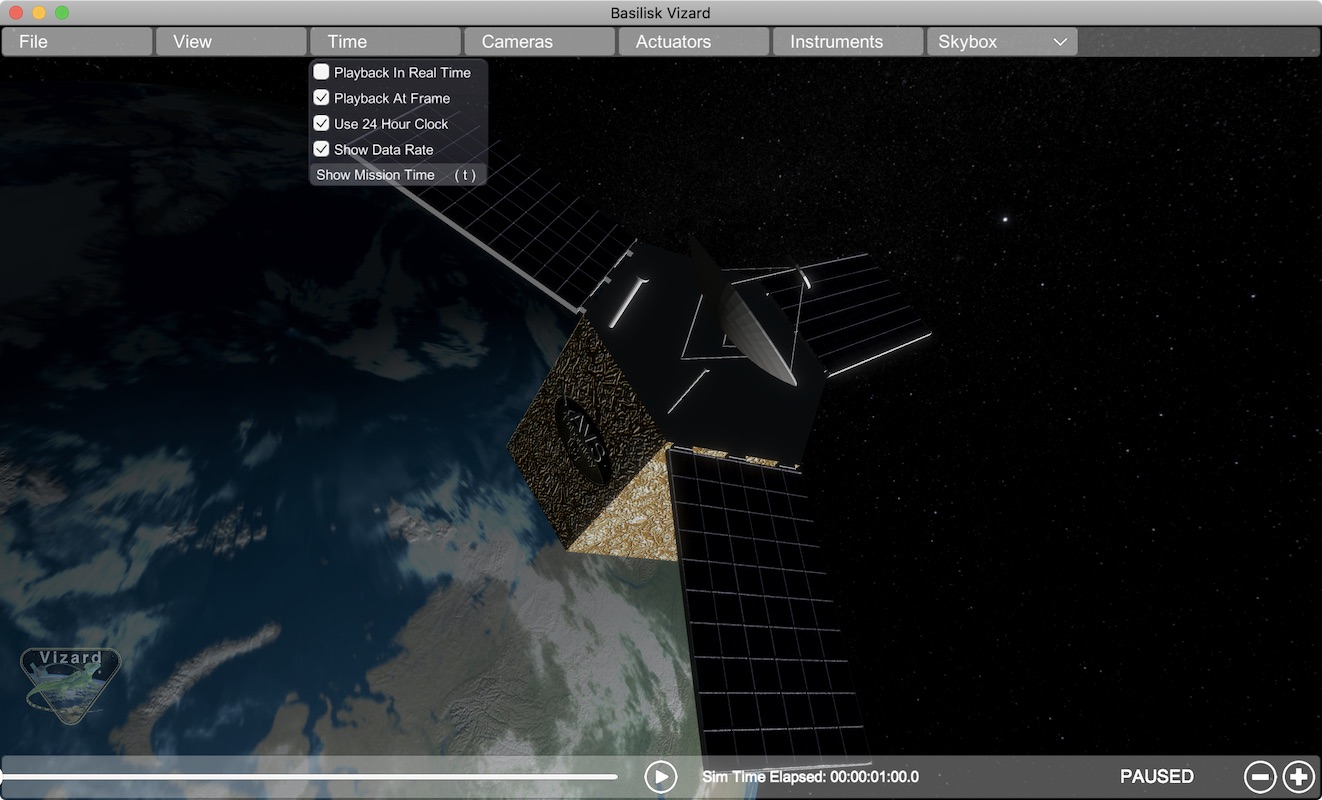 Basilisk Vizard
File View Time Cameras Actuators Instruments Skybox
Playback In Real Time
Playback At Frame
Use 24 Hour Clock
Show Data Rate
Show Mission Time ( t )
AVS
Vizard
Sim Time Elapsed: 00:00:01:00.0 PAUSED